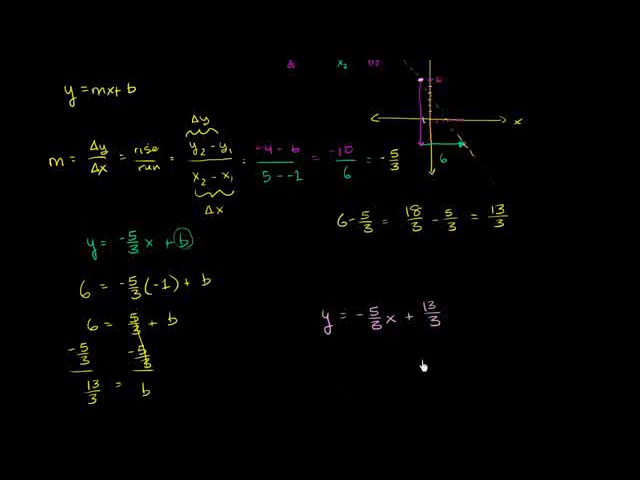 x₂
6
y = mx + b
x
m = Δy/Δx = rise/run = y₂ - y₁/x₂ - x₁ = -4 - 6/5 - -1 = -10/6 = -5/3
Δy
Δx
6
6 - 5/3 = 18/3 - 5/3 = 13/3
y = -5/3 x + b
6 = -5/3 (-1) + b
6 = 5/3 + b
-5/3 -5/3
13/3 = b
y = -5/3 x + 13/3